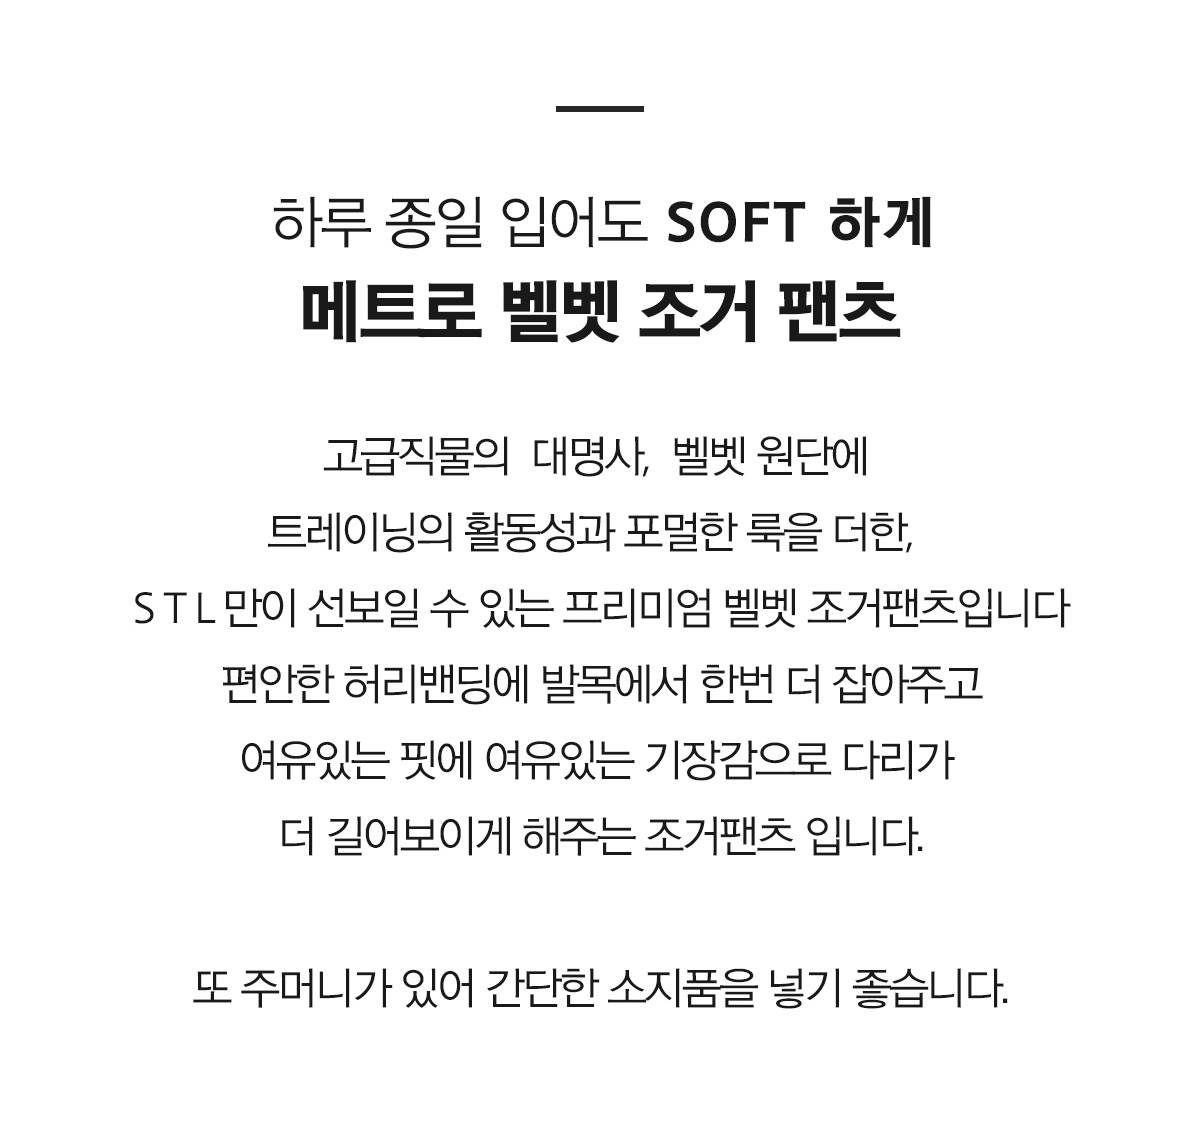 하루 종일 입어도 SOFT 하게
메트로 벨벳 조거 팬츠
고급직물의 대명사, 벨벳 원단에
트레이닝의 활동성과 포멀한 룩을 더한,
STL만이 선보일 수 있는 프리미엄 벨벳 조거팬츠입니다
편안한 허리밴딩에 발목에서 한번 더 잡아주고
여유있는 핏에 여유있는 기장감으로 다리가
더 길어보이게 해주는 조거팬츠 입니다.
또 주머니가 있어 간단한 소지품을 넣기 좋습니다.